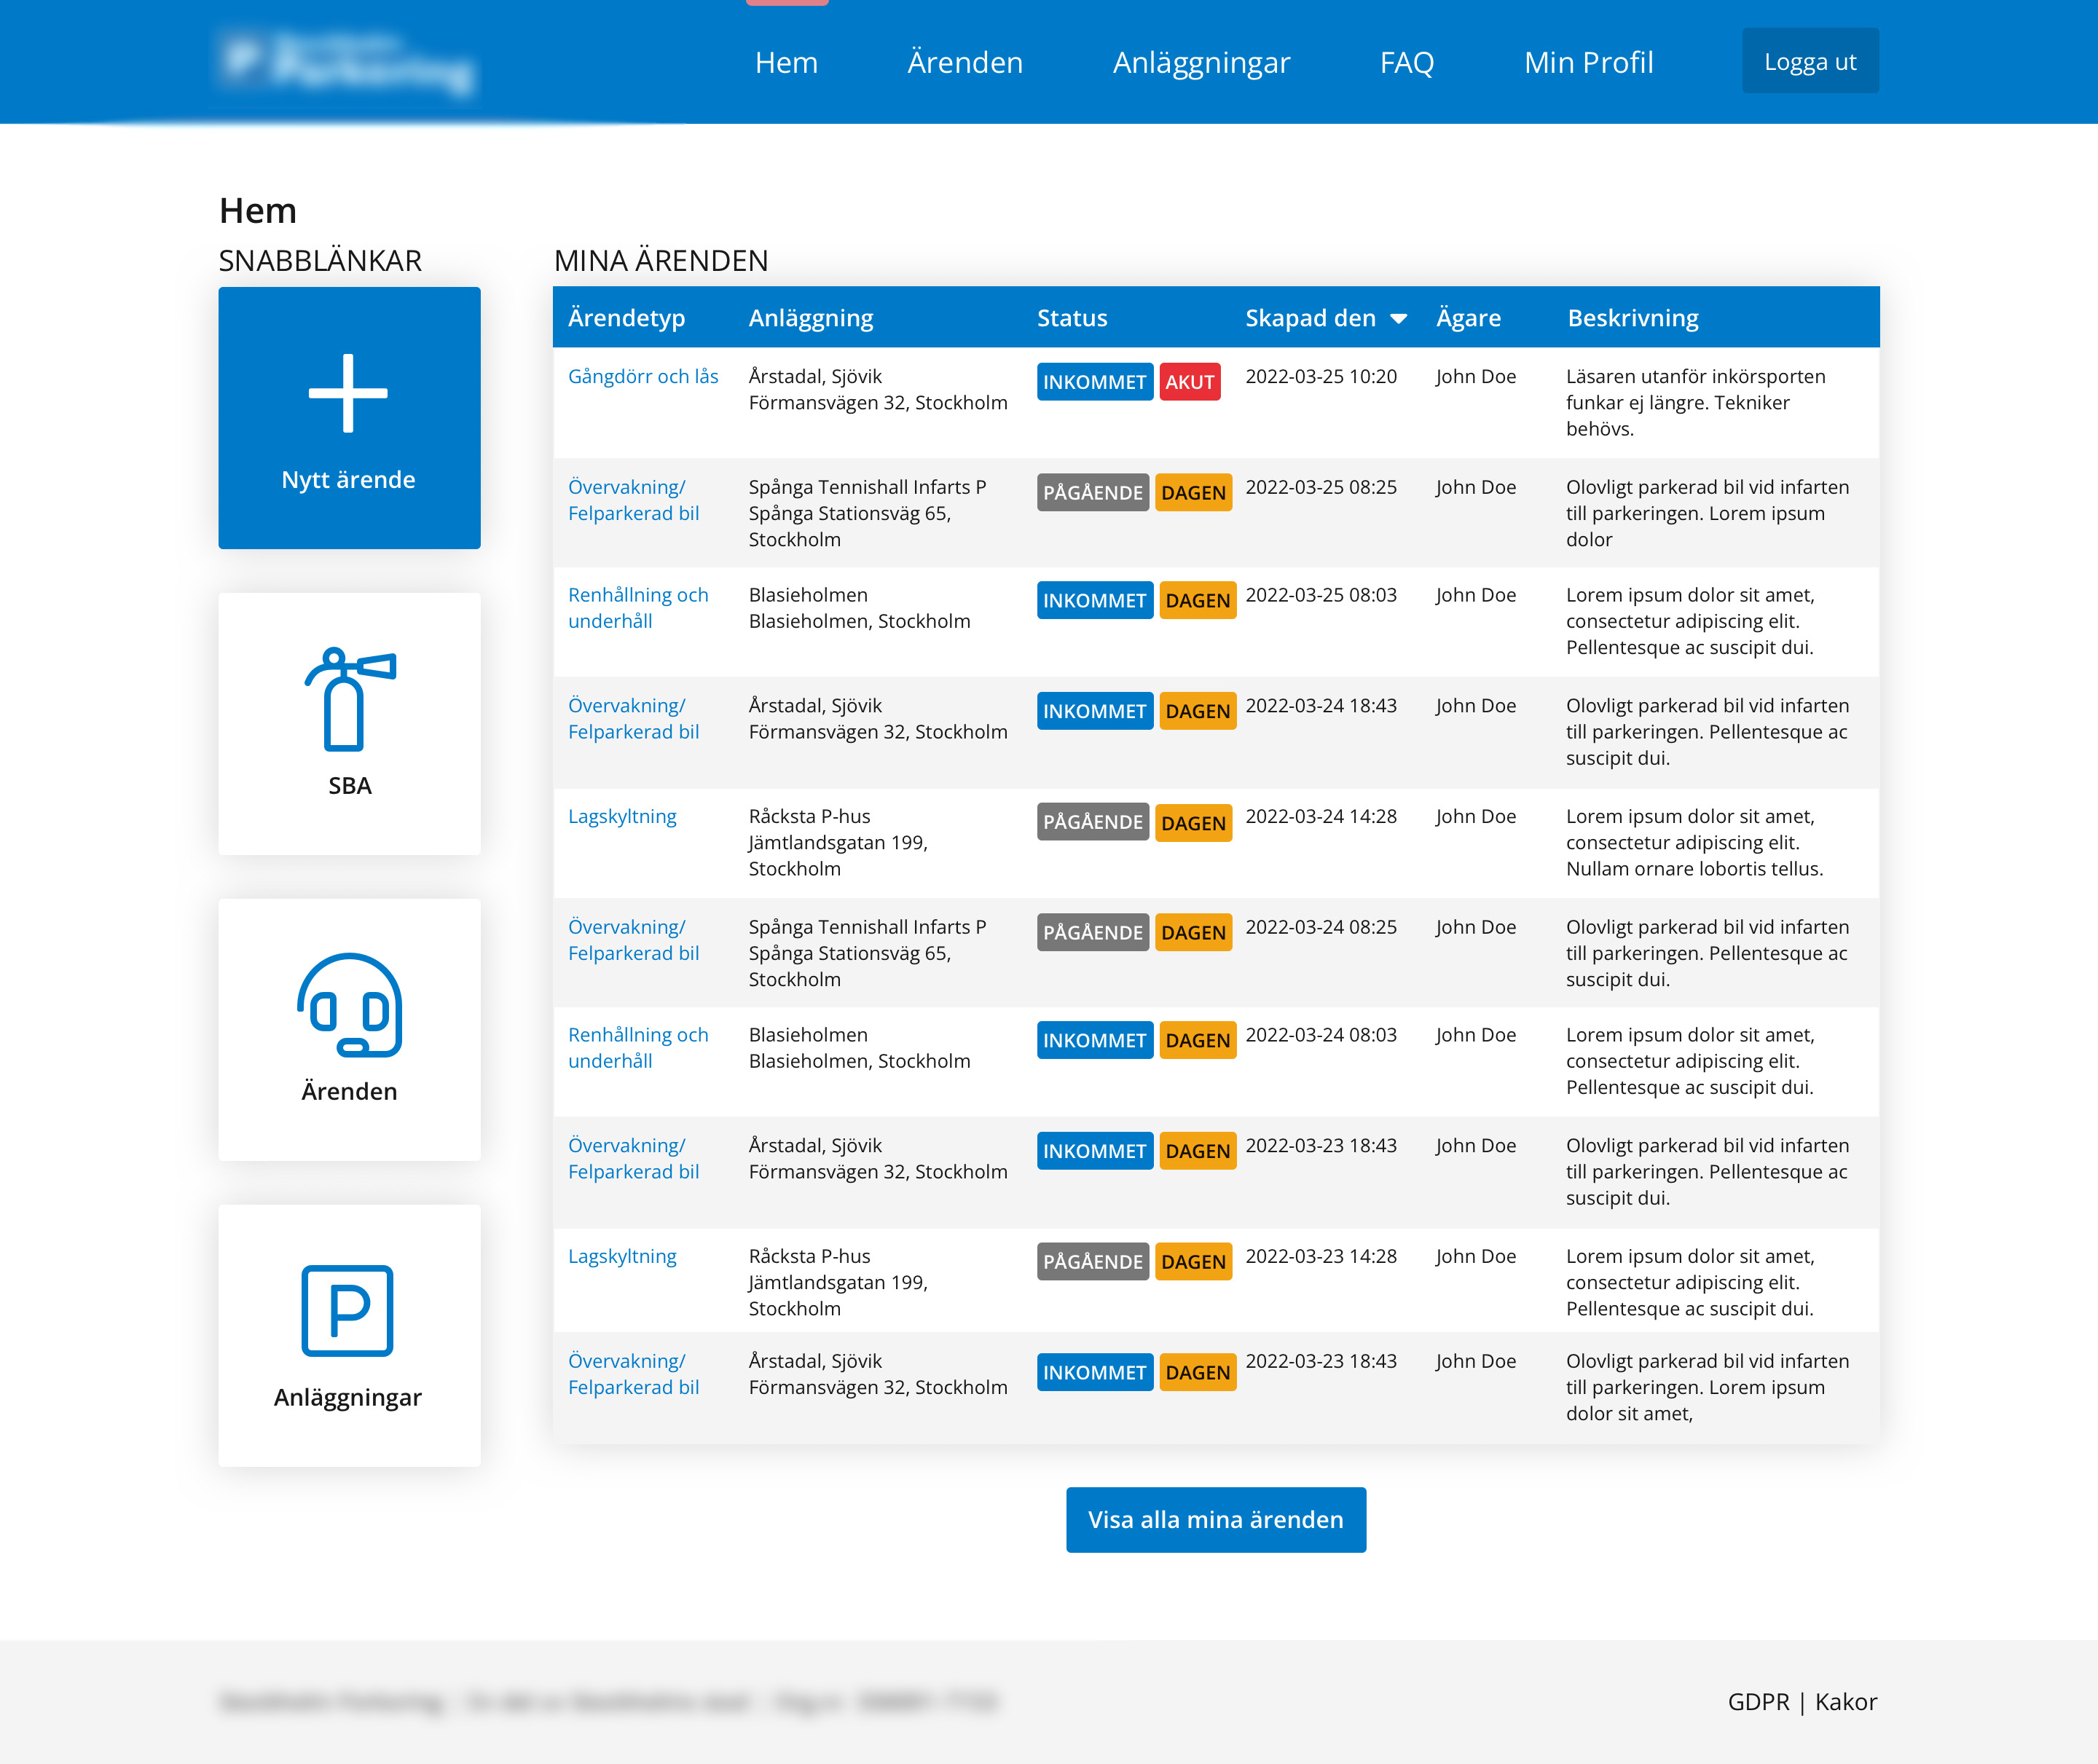 Parkering
Hem
Ärenden
Anläggningar
FAQ
Min Profil
Logga ut
Hem
SNABBLÄNKAR
Nytt ärende
SBA
Ärenden
Anläggningar
MINA ÄRENDEN
Ärendetyp Anläggning Status Skapad den Ägare Beskrivning
Gångdörr och lås Årstadal, Sjövik INKOMMET AKUT 2022-03-25 10:20 John Doe Läsaren utanför inkörsporten
Förmansvägen 32, Stockholm funkar ej längre. Tekniker
behövs.
Övervakning/ Spånga Tennishall Infarts P PÅGÅENDE DAGEN 2022-03-25 08:25 John Doe Olovligt parkerad bil vid infarten
Felparkerad bil Spånga Stationsväg 65, till parkeringen. Lorem ipsum
Stockholm dolor
Renhållning och Blasieholmen INKOMMET DAGEN 2022-03-25 08:03 John Doe Lorem ipsum dolor sit amet,
underhåll Blasieholmen, Stockholm consectetur adipiscing elit.
Pellentesque ac suscipit dui.
Övervakning/ Årstadal, Sjövik INKOMMET DAGEN 2022-03-24 18:43 John Doe Olovligt parkerad bil vid infarten
Felparkerad bil Förmansvägen 32, Stockholm till parkeringen. Pellentesque ac
suscipit dui.
Lagskyltning Råcksta P-hus PÅGÅENDE DAGEN 2022-03-24 14:28 John Doe Lorem ipsum dolor sit amet,
Jämtlandsgatan 199, consectetur adipiscing elit.
Stockholm Nullam ornare lobortis tellus.
Övervakning/ Spånga Tennishall Infarts P PÅGÅENDE DAGEN 2022-03-24 08:25 John Doe Olovligt parkerad bil vid infarten
Felparkerad bil Spånga Stationsväg 65, till parkeringen. Pellentesque ac
Stockholm suscipit dui.
Renhållning och Blasieholmen INKOMMET DAGEN 2022-03-24 08:03 John Doe Lorem ipsum dolor sit amet,
underhåll Blasieholmen, Stockholm consectetur adipiscing elit.
Pellentesque ac suscipit dui.
Övervakning/ Årstadal, Sjövik INKOMMET DAGEN 2022-03-23 18:43 John Doe Olovligt parkerad bil vid infarten
Felparkerad bil Förmansvägen 32, Stockholm till parkeringen. Pellentesque ac
suscipit dui.
Lagskyltning Råcksta P-hus PÅGÅENDE DAGEN 2022-03-23 14:28 John Doe Lorem ipsum dolor sit amet,
Jämtlandsgatan 199, consectetur adipiscing elit.
Stockholm Pellentesque ac suscipit dui.
Övervakning/ Årstadal, Sjövik INKOMMET DAGEN 2022-03-23 18:43 John Doe Olovligt parkerad bil vid infarten
Felparkerad bil Förmansvägen 32, Stockholm till parkeringen. Lorem ipsum
dolor sit amet,
Visa alla mina ärenden
GDPR | Kakor